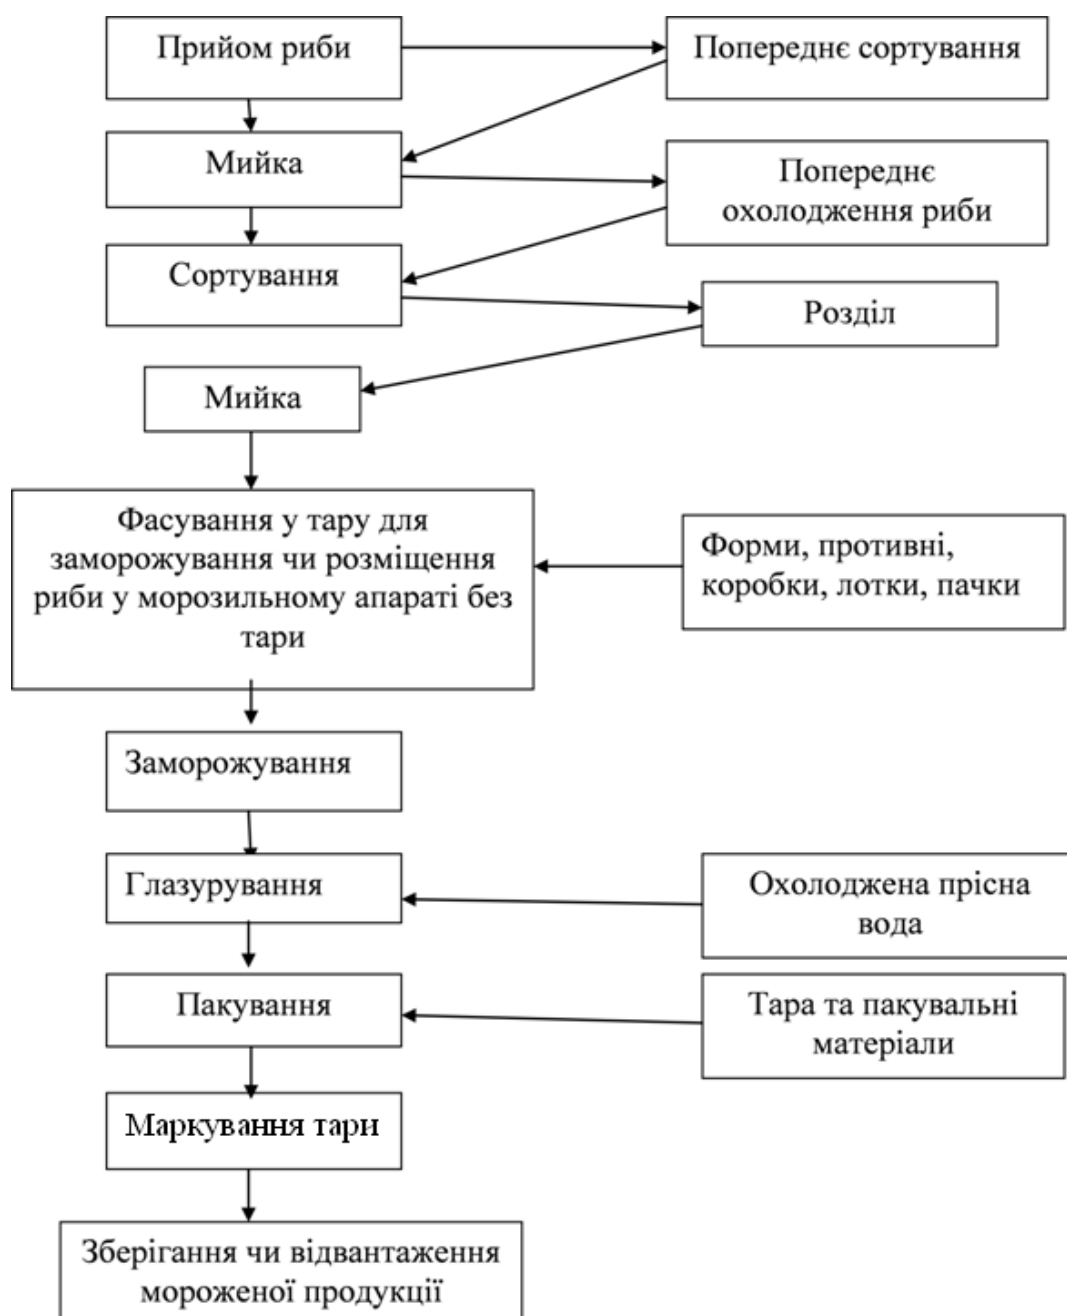 Прийом риби
Попереднє сортування
Мийка
Попереднє
охолодження риби
Сортування
Розділ
Мийка
Фасування у тару для
заморожування чи розміщення
риби у морозильному апараті без
тари
Форми, противні,
коробки, лотки, пачки
Заморожування
Глазурування
Охолоджена прісна
вода
Пакування
Тара та пакувальні
матеріали
Маркування тари
Зберігання чи відвантаження
мороженої продукції